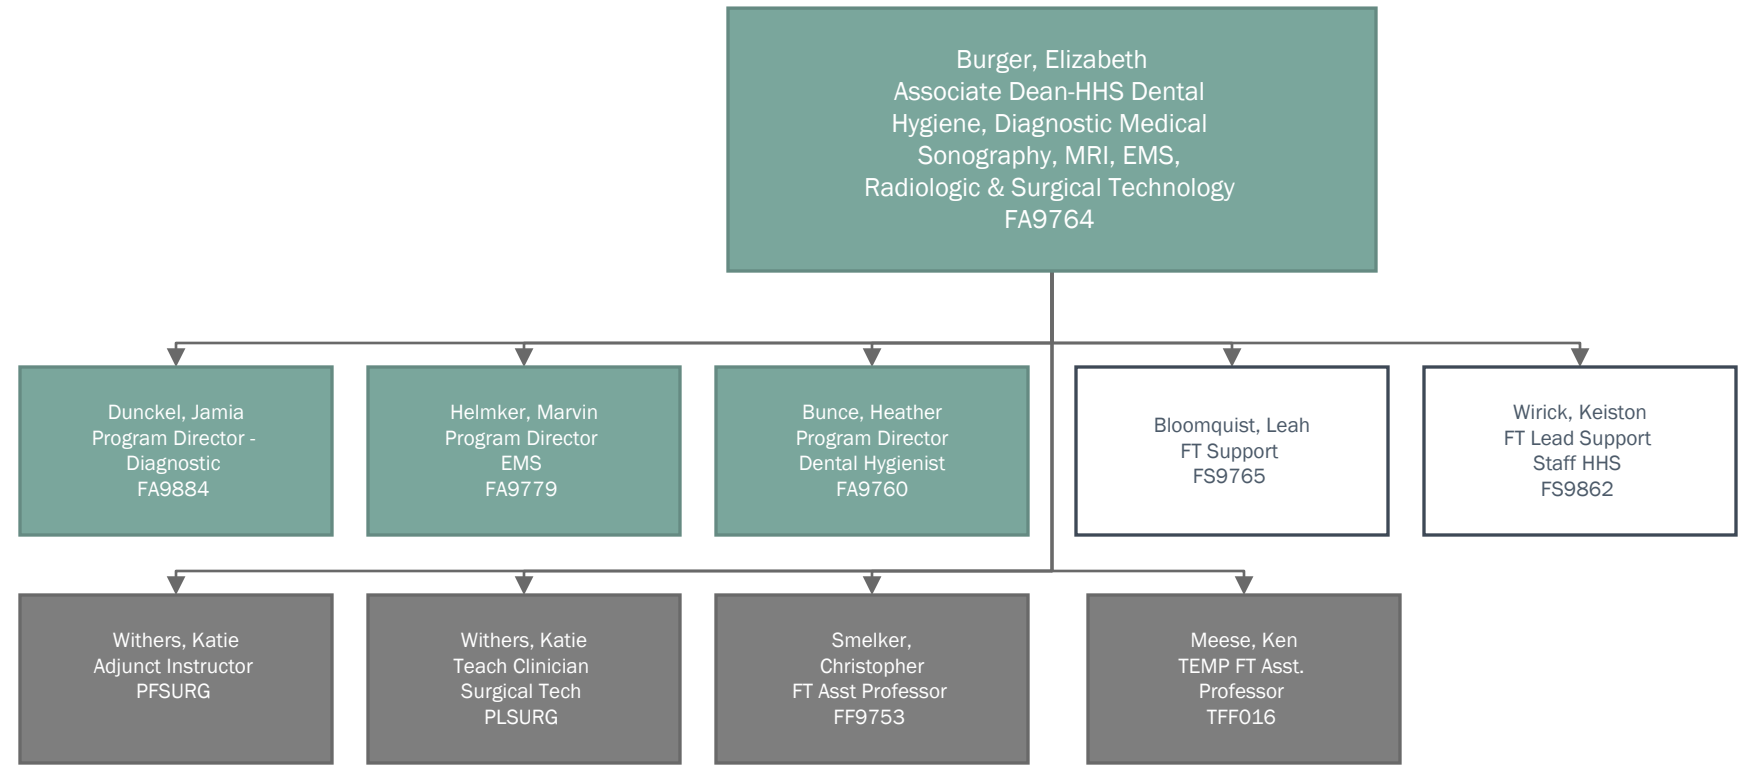 Burger, Elizabeth
Associate Dean-HHS Dental
Hygiene, Diagnostic Medical
Sonography, MRI, EMS,
Radiologic & Surgical Technology
FA9764
Dunckel, Jamia
Program Director -
Diagnostic
FA9884
Helmker, Marvin
Program Director
EMS
FA9779
Bunce, Heather
Program Director
Dental Hygienist
FA9760
Bloomquist, Leah
FT Support
FS9765
Wirick, Keiston
FT Lead Support
Staff HHS
FS9862
Withers, Katie
Adjunct Instructor
PFSURG
Withers, Katie
Teach Clinician
Surgical Tech
PLSURG
Smelker,
Christopher
FT Asst Professor
FF9753
Meese, Ken
TEMP FT Asst.
Professor
TFF016